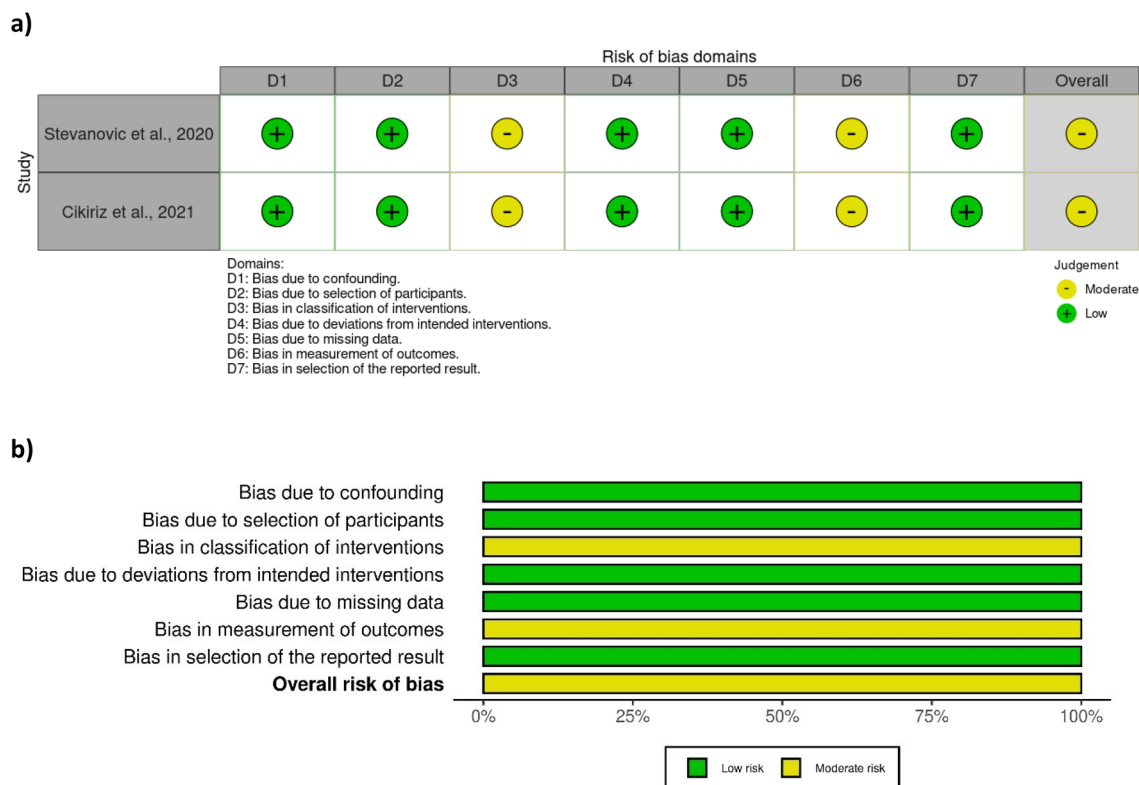 a)
Risk of bias domains
D1 D2 D3 D4 D5 D6 D7 Overall
Study
Stevanovic et al., 2020 + + - + + - + -
Cikiriz et al., 2021 + + - + + - + -
Domains:
D1: Bias due to confounding.
D2: Bias due to selection of participants.
D3: Bias in classification of interventions.
D4: Bias due to deviations from intended interventions.
D5: Bias due to missing data.
D6: Bias in measurement of outcomes.
D7: Bias in selection of the reported result.
Judgement
- Moderate
+ Low
b)
Bias due to confounding
Bias due to selection of participants
Bias in classification of interventions
Bias due to deviations from intended interventions
Bias due to missing data
Bias in measurement of outcomes
Bias in selection of the reported result
Overall risk of bias
0% 25% 50% 75% 100%
Low risk Moderate risk